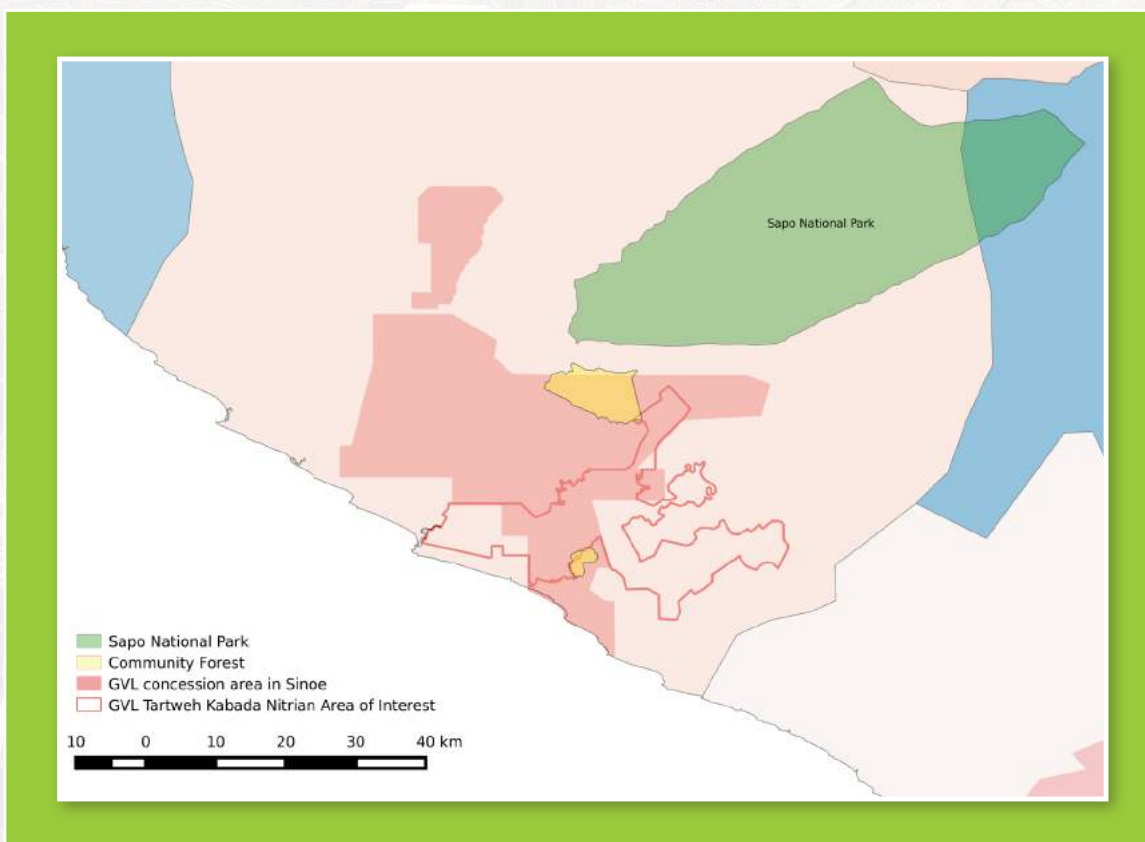 Sapo National Park
Sapo National Park
Community Forest
GVL concession area in Sinoe
GVL Tartweh Kabada Nitrian Area of Interest
10 0 10 20 30 40 km